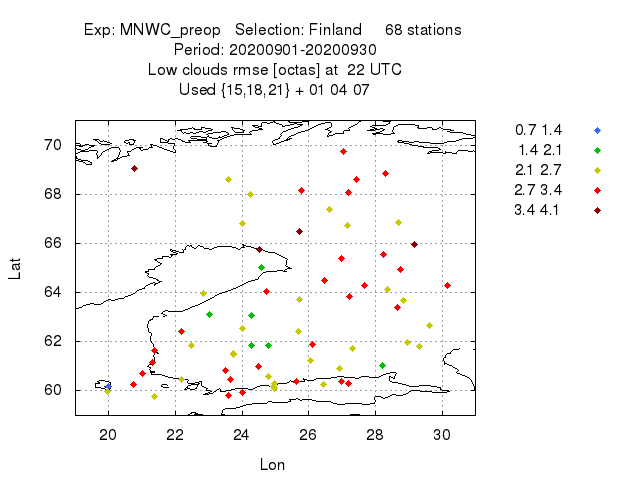 Exp: MNWC_preop   Selection: Finland      68 stations
Period: 20200901-20200930
Low clouds rmse [octas] at  22 UTC
Used {15,18,21} + 01 04 07
0.7 1.4
1.4 2.1
2.1 2.7
2.7 3.4
3.4 4.1
70
68
66
64
62
60
Lat
20 22 24 26 28 30
Lon